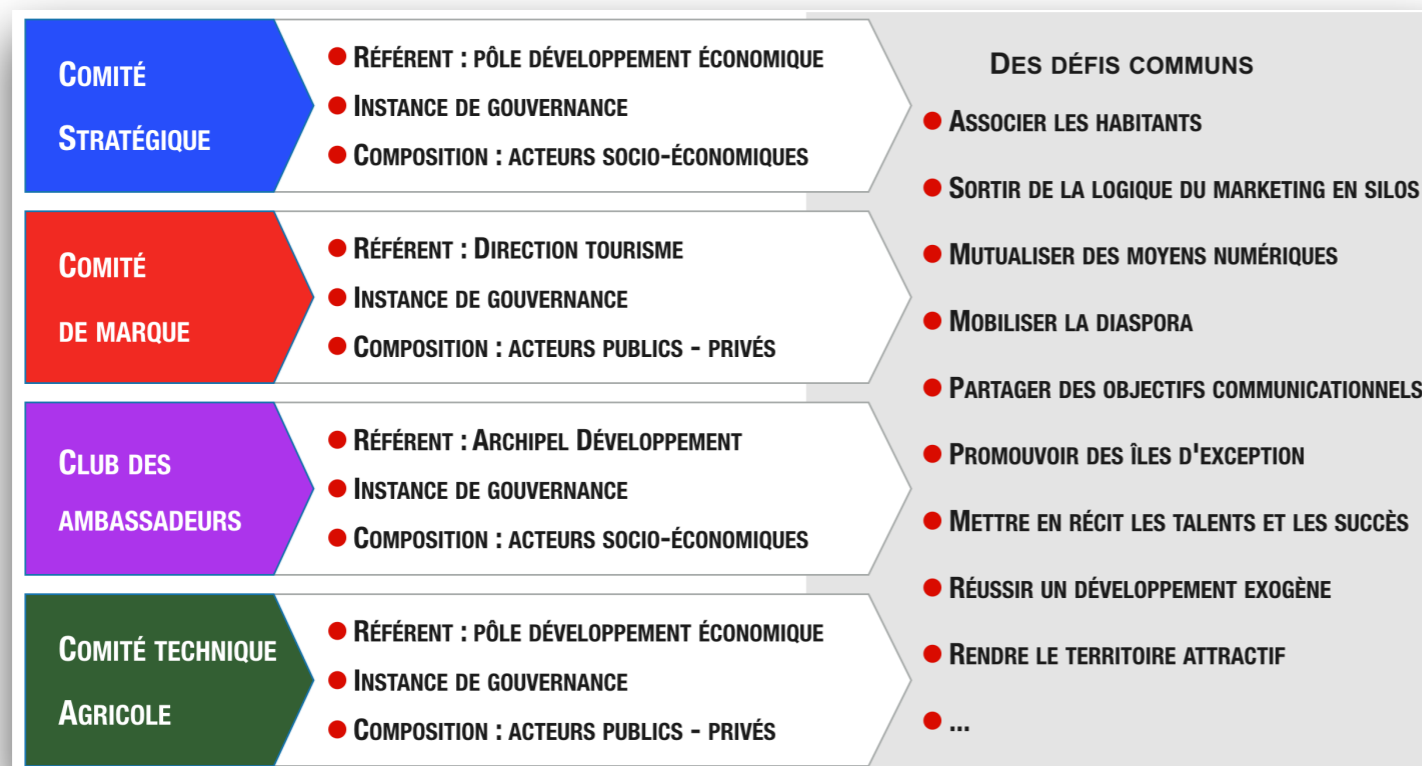 Comité
Stratégique
● Référent : pôle développement économique
● Instance de gouvernance
● Composition : acteurs socio-économiques
Comité
de marque
● Référent : Direction tourisme
● Instance de gouvernance
● Composition : acteurs publics - privés
Club des
ambassadeurs
● Référent : Archipel Développement
● Instance de gouvernance
● Composition : acteurs socio-économiques
Comité technique
Agricole
● Référent : pôle développement économique
● Instance de gouvernance
● Composition : acteurs publics - privés
Des défis communs
● Associer les habitants
● Sortir de la logique du marketing en silos
● Mutualiser des moyens numériques
● Mobiliser la diaspora
● Partager des objectifs communicationnels
● Promouvoir des îles d'exception
● Mettre en récit les talents et les succès
● Réussir un développement exogène
● Rendre le territoire attractif
● ...